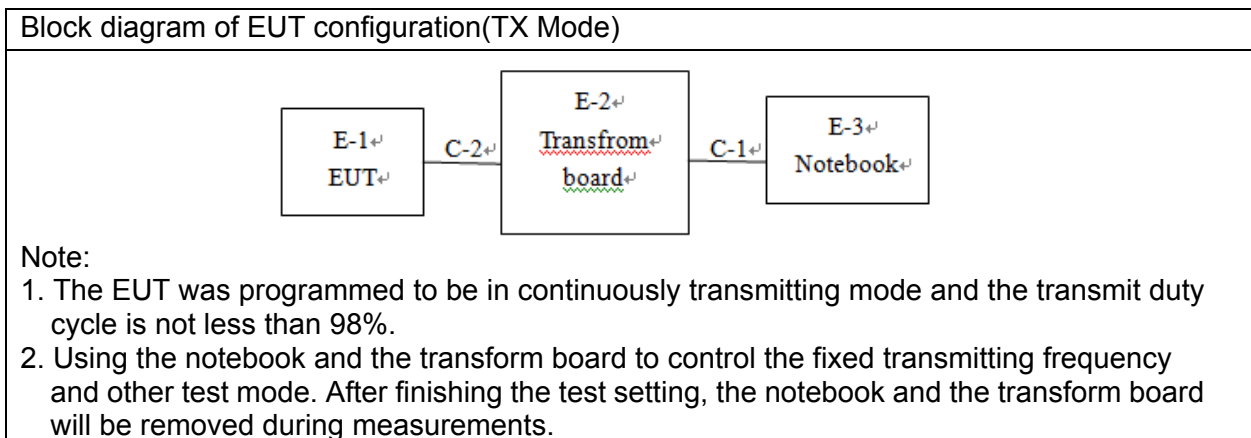 Block diagram of EUT configuration(TX Mode)
E-1↵
EUT↵
C-2↵
E-2↵
Transfrom↵
board↵
C-1↵
E-3↵
Notebook↵
Note:
1. The EUT was programmed to be in continuously transmitting mode and the transmit duty
cycle is not less than 98%.
2. Using the notebook and the transform board to control the fixed transmitting frequency
and other test mode. After finishing the test setting, the notebook and the transform board
will be removed during measurements.